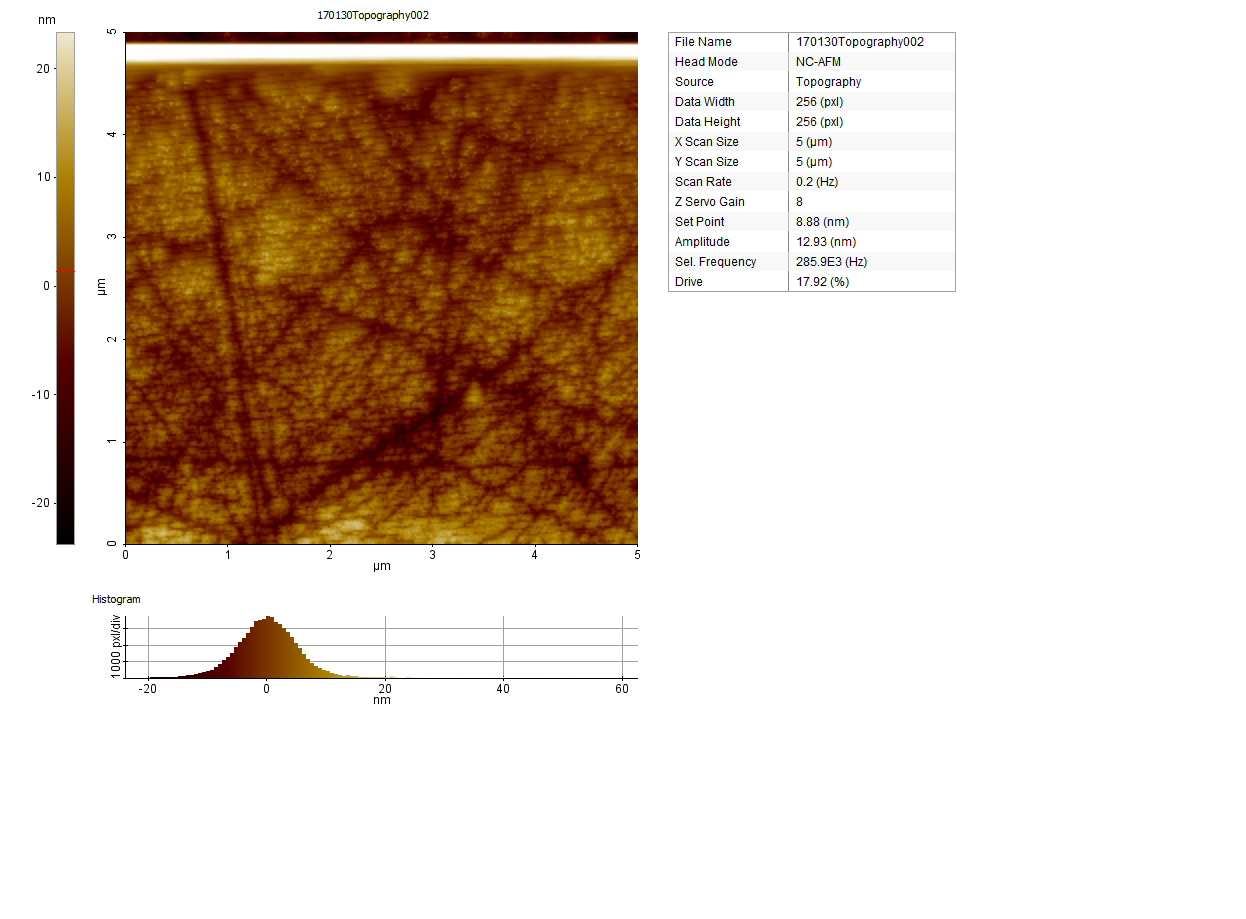 170130Topography002
nm
20
10
0
-10
-20
5
4
3
2
1
0
µm
0 1 2 3 4 5
µm
File Name 170130Topography002
Head Mode NC-AFM
Source Topography
Data Width 256 (pxl)
Data Height 256 (pxl)
X Scan Size 5 (µm)
Y Scan Size 5 (µm)
Scan Rate 0.2 (Hz)
Z Servo Gain 8
Set Point 8.88 (nm)
Amplitude 12.93 (nm)
Sel. Frequency 285.9E3 (Hz)
Drive 17.92 (%)
Histogram
1000 pxl/div
-20 0 20 40 60
nm